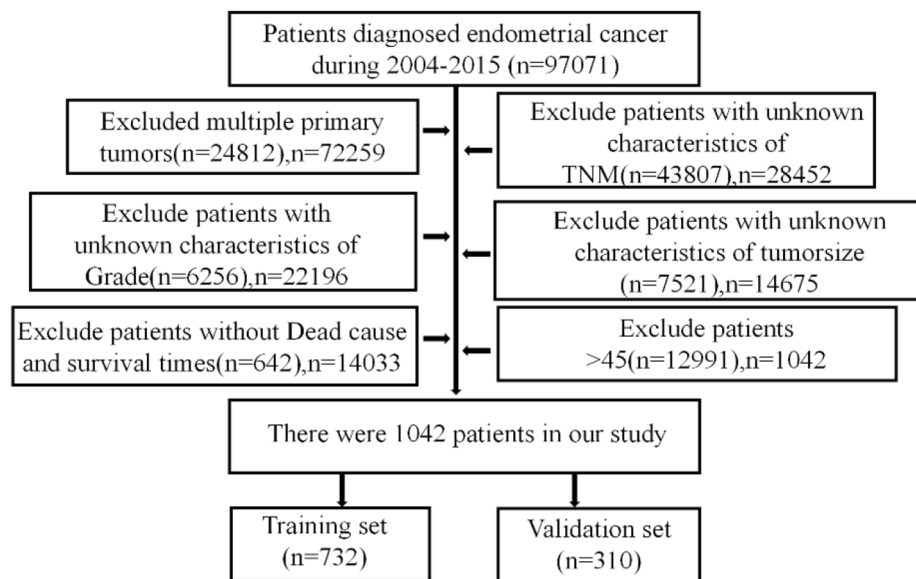 Patients diagnosed endometrial cancer
during 2004-2015 (n=97071)
Excluded multiple primary
tumors(n=24812),n=72259
Exclude patients with unknown
characteristics of
TNM(n=43807),n=28452
Exclude patients with
unknown characteristics of
Grade(n=6256),n=22196
Exclude patients with unknown
characteristics of tumorsize
(n=7521),n=14675
Exclude patients without Dead cause
and survival times(n=642),n=14033
Exclude patients
>45(n=12991),n=1042
There were 1042 patients in our study
Training set
(n=732)
Validation set
(n=310)